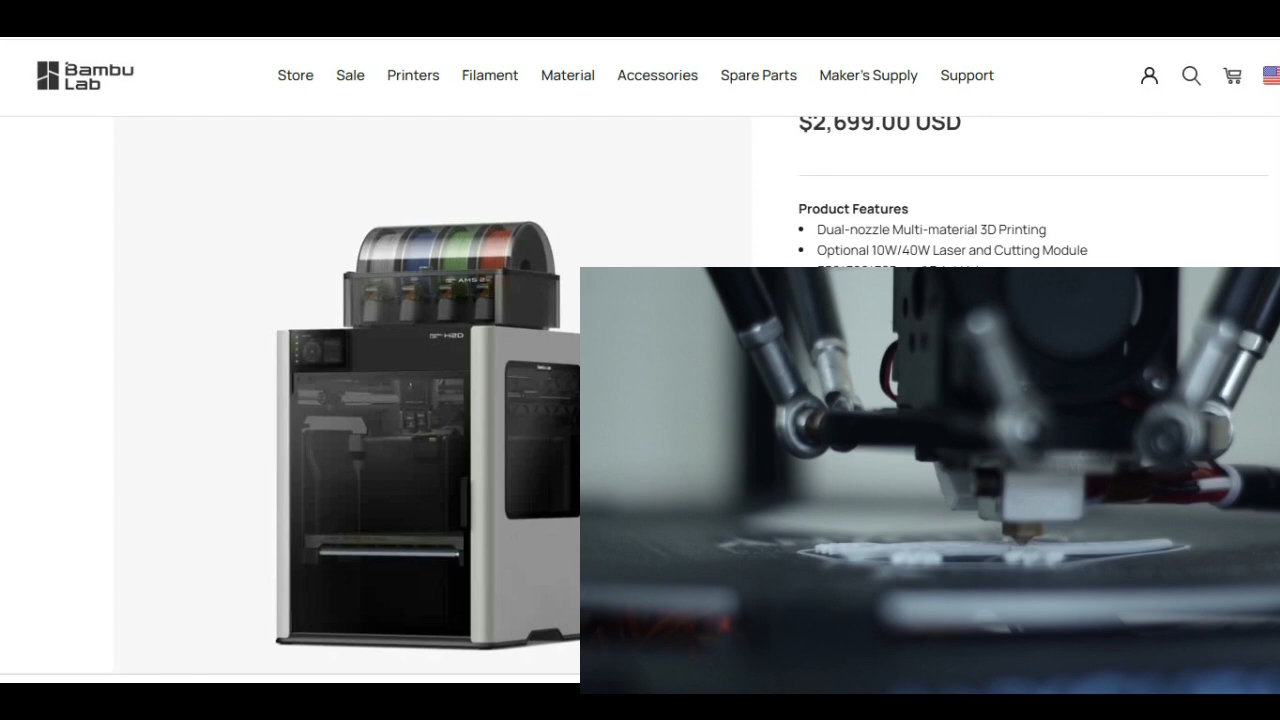 Bambu
Lab
Store Sale Printers Filament Material Accessories Spare Parts Maker's Supply Support
$2,699.00 USD
Product Features
Dual-nozzle Multi-material 3D Printing
Optional 10W/40W Laser and Cutting Module
AMS
H2D